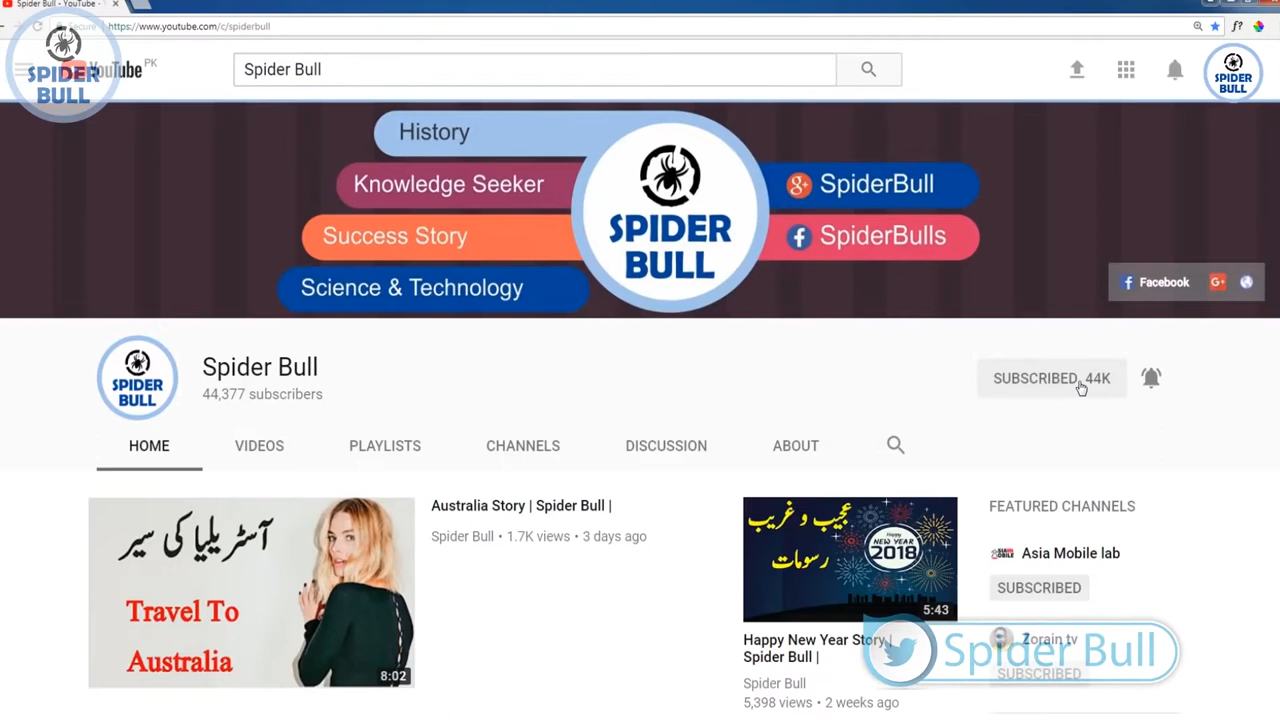 Spider Bull - YouTube -
Secure
https://www.youtube.com/c/spiderbull
f?
SPIDER
BULL
YouTube PK
Spider Bull
SPIDER
BULL
History
Knowledge Seeker
Success Story
Science & Technology
SPIDER
BULL
SpiderBull
SpiderBulls
Facebook
SPIDER
BULL
Spider Bull
44,377 subscribers
SUBSCRIBED 44K
HOME
VIDEOS
PLAYLISTS
CHANNELS
DISCUSSION
ABOUT
آسٹریلیا کی سیر
Travel To
Australia
8:02
Australia Story | Spider Bull |
Spider Bull • 1.7K views • 3 days ago
عجیب و غریب
رسومات
Happy
NEW YEAR
2018
5:43
Happy New Year Story |
Spider Bull |
Spider Bull
5,398 views • 2 weeks ago
FEATURED CHANNELS
ASIA
MOBILE
Asia Mobile lab
SUBSCRIBED
Zorain tv
SUBSCRIBED
Spider Bull